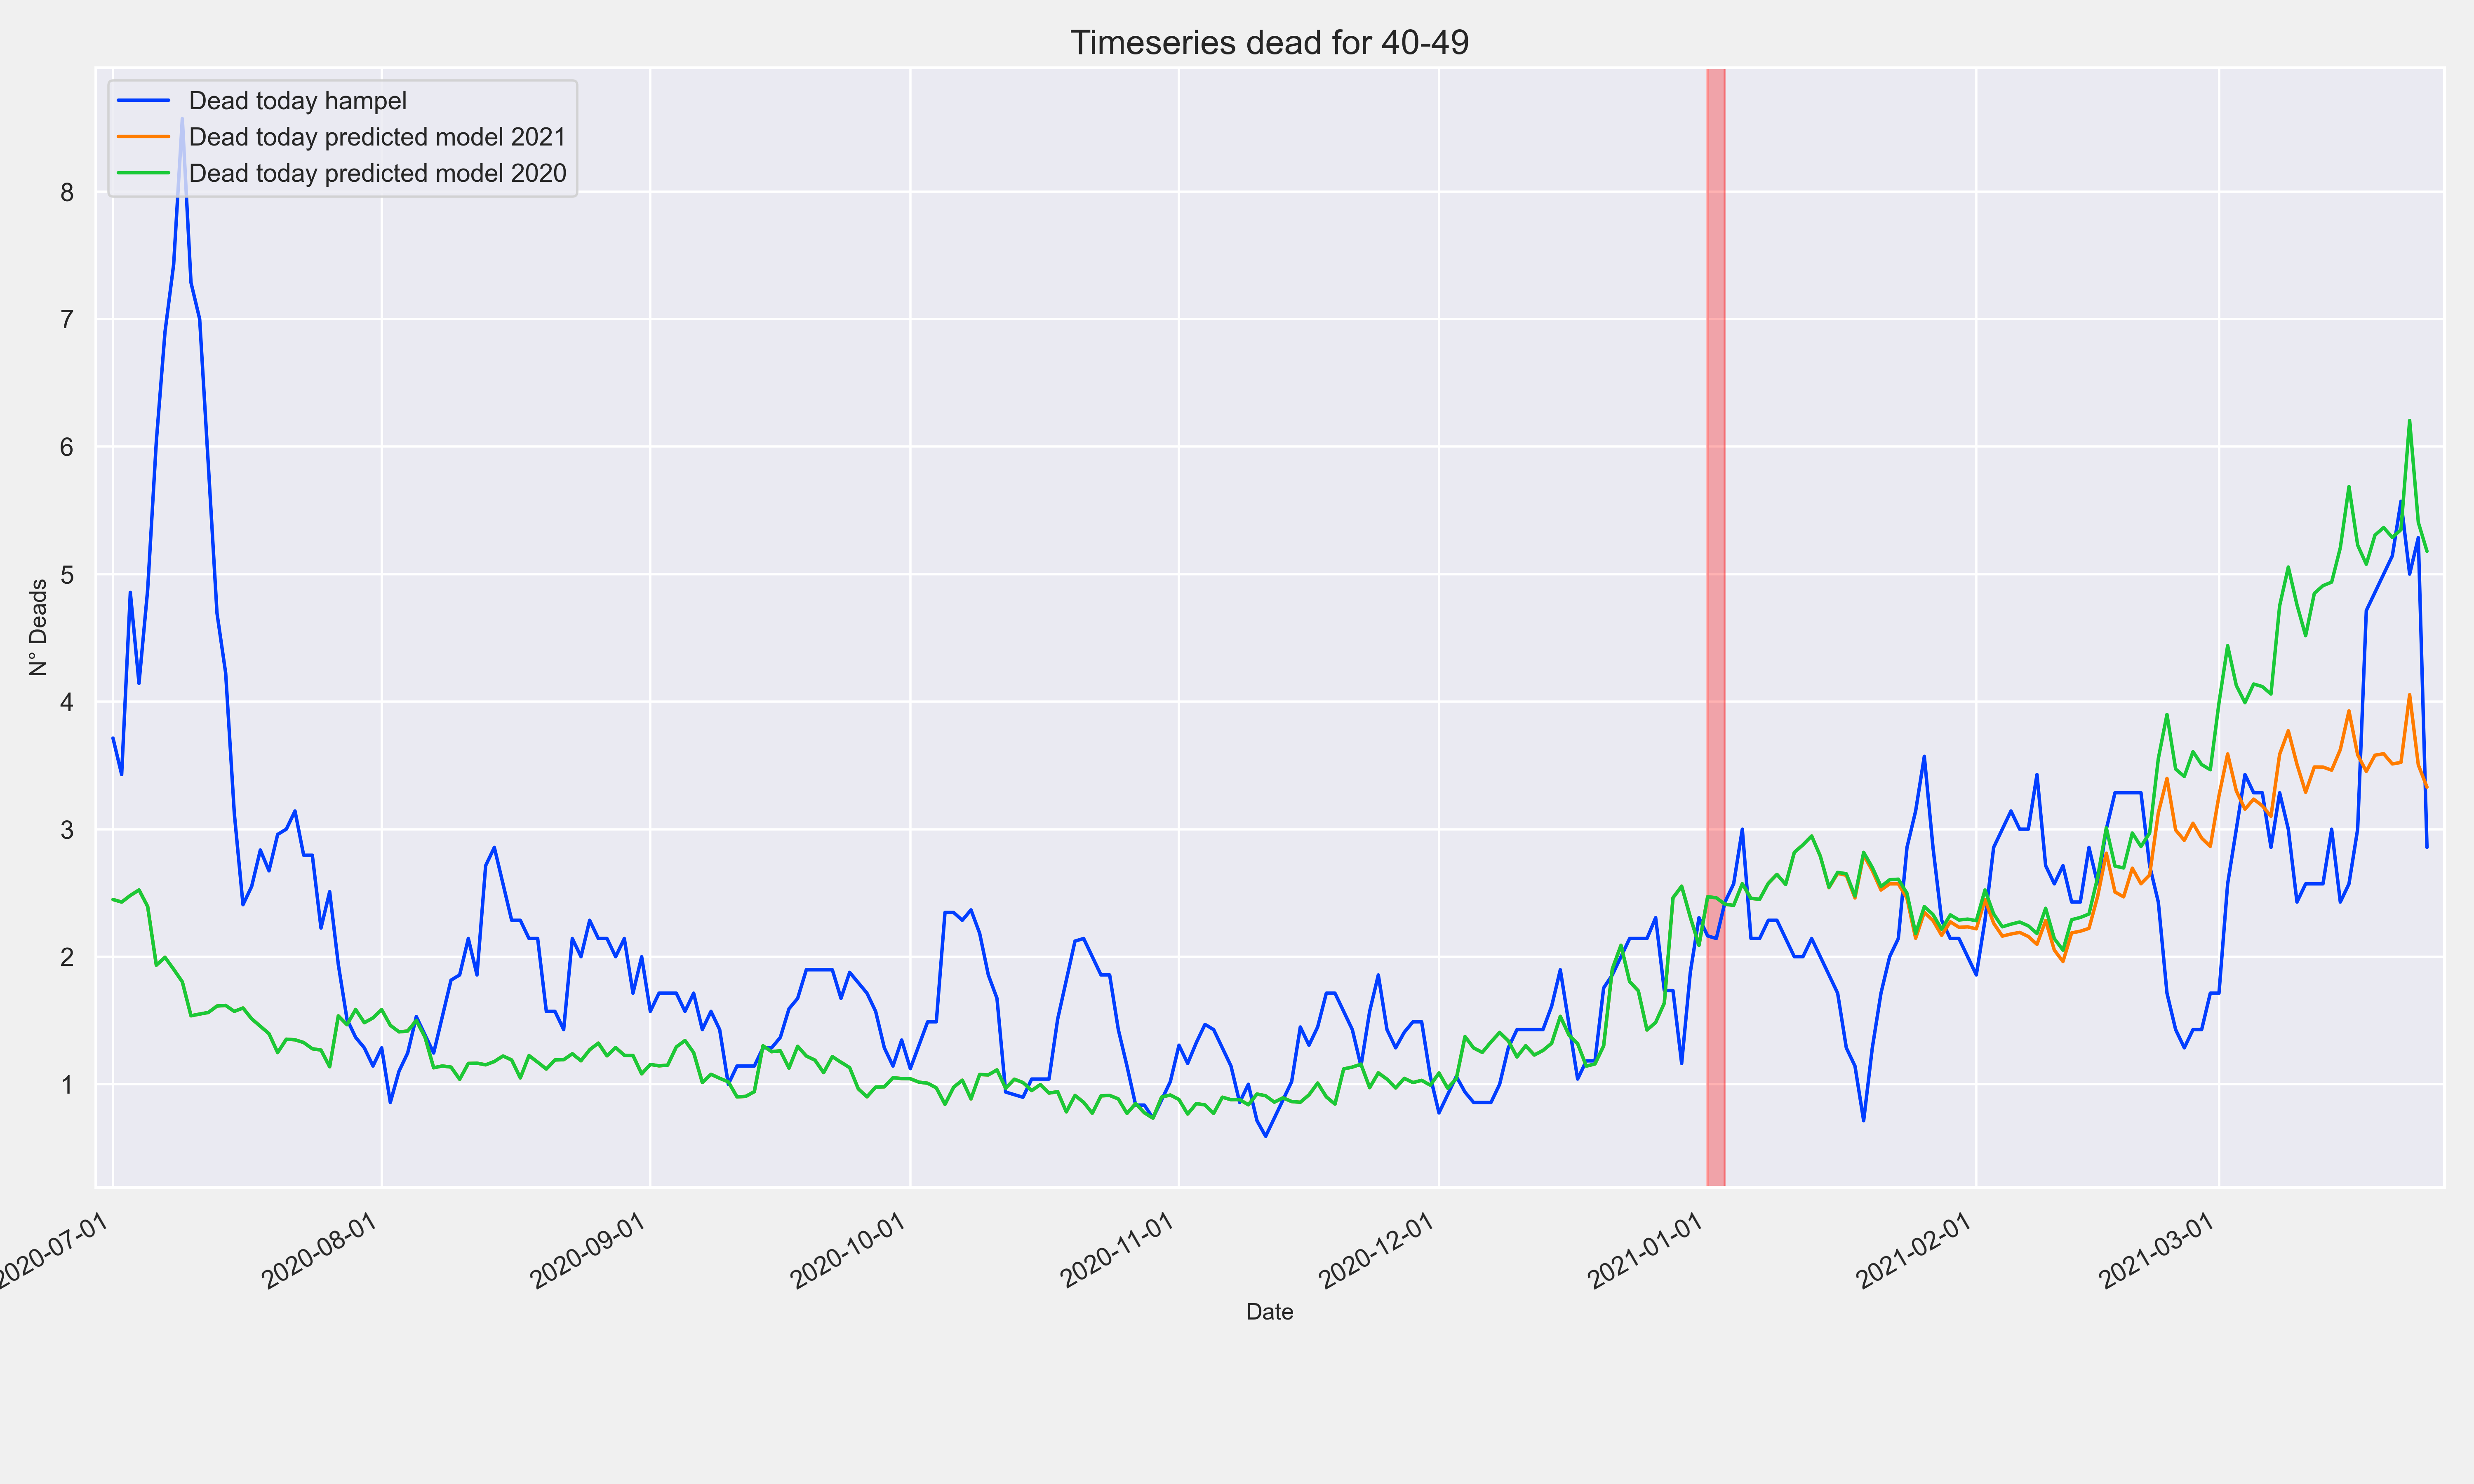 Timeseries dead for 40-49
Dead today hampel
Dead today predicted model 2021
Dead today predicted model 2020
8
7
6
5
4
3
2
1
N° Deads
2020-07-01
2020-08-01
2020-09-01
2020-10-01
2020-11-01
2020-12-01
2021-01-01
2021-02-01
2021-03-01
Date